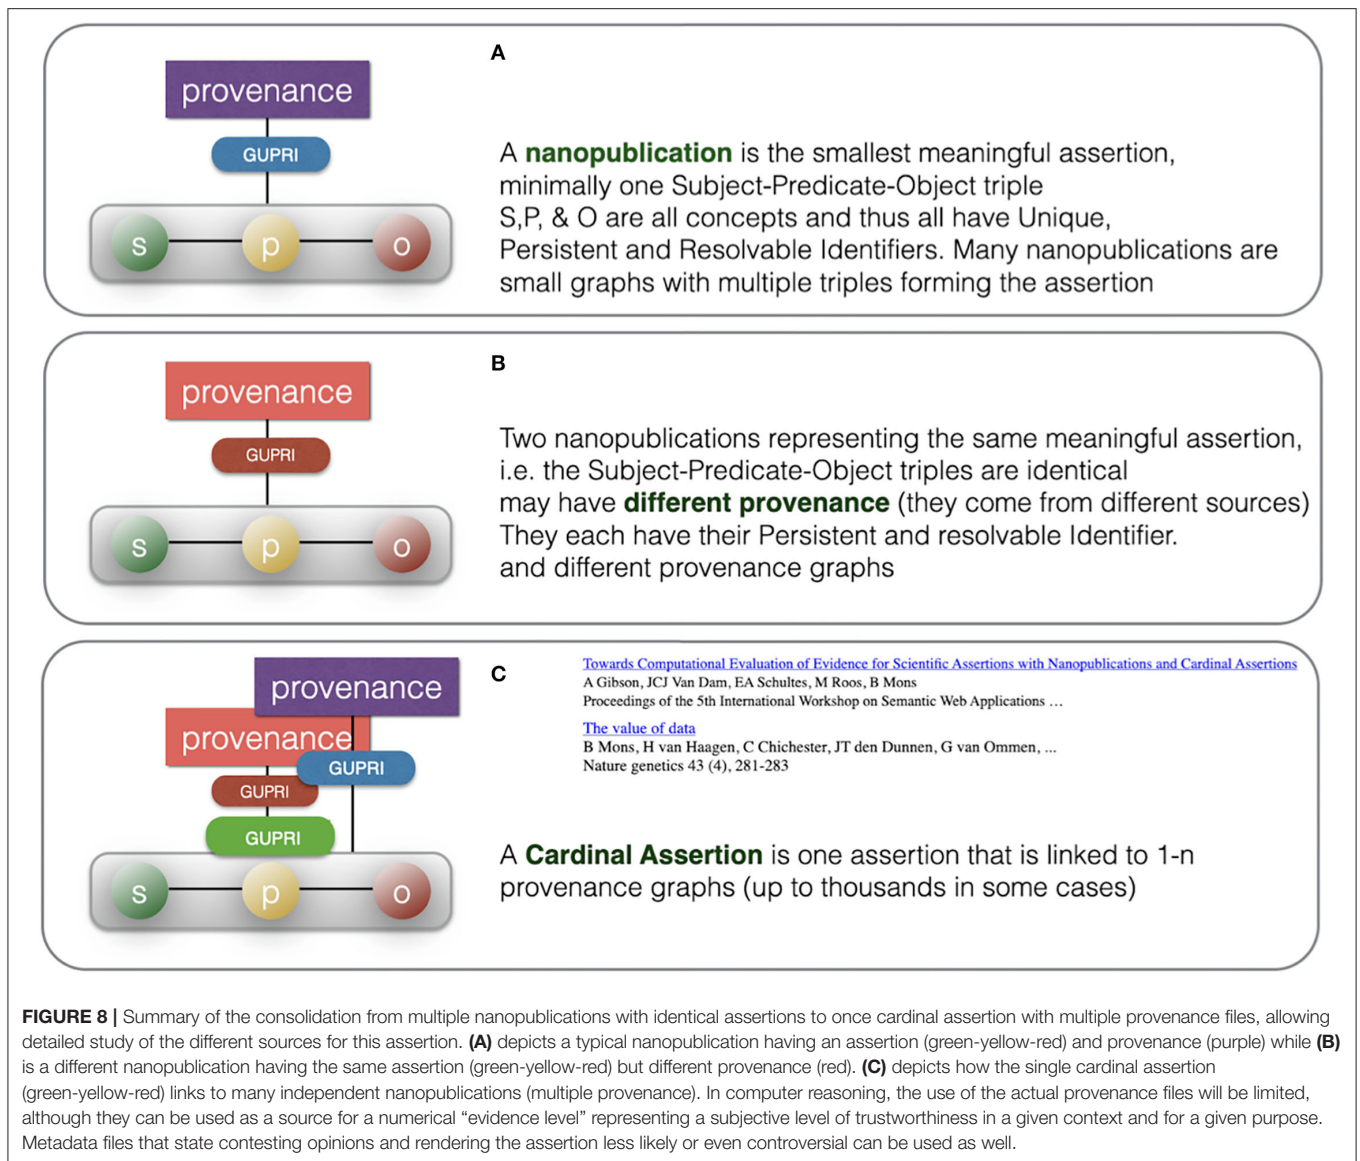 A
provenance
GUPRI
s p o
A nanopublication is the smallest meaningful assertion,
minimally one Subject-Predicate-Object triple
S,P, & O are all concepts and thus all have Unique,
Persistent and Resolvable Identifiers. Many nanopublications are
small graphs with multiple triples forming the assertion
B
provenance
GUPRI
s p o
Two nanopublications representing the same meaningful assertion,
i.e. the Subject-Predicate-Object triples are identical
may have different provenance (they come from different sources)
They each have their Persistent and resolvable Identifier.
and different provenance graphs
C
provenance
provenance
GUPRI
GUPRI
GUPRI
s p o
Towards Computational Evaluation of Evidence for Scientific Assertions with Nanopublications and Cardinal Assertions
A Gibson, JCJ Van Dam, EA Schultes, M Roos, B Mons
Proceedings of the 5th International Workshop on Semantic Web Applications …
The value of data
B Mons, H van Haagen, C Chichester, JT den Dunnen, G van Ommen, ...
Nature genetics 43 (4), 281-283
A Cardinal Assertion is one assertion that is linked to 1-n
provenance graphs (up to thousands in some cases)
FIGURE 8 | Summary of the consolidation from multiple nanopublications with identical assertions to once cardinal assertion with multiple provenance files, allowing
detailed study of the different sources for this assertion. (A) depicts a typical nanopublication having an assertion (green-yellow-red) and provenance (purple) while (B)
is a different nanopublication having the same assertion (green-yellow-red) but different provenance (red). (C) depicts how the single cardinal assertion
(green-yellow-red) links to many independent nanopublications (multiple provenance). In computer reasoning, the use of the actual provenance files will be limited,
although they can be used as a source for a numerical “evidence level” representing a subjective level of trustworthiness in a given context and for a given purpose.
Metadata files that state contesting opinions and rendering the assertion less likely or even controversial can be used as well.